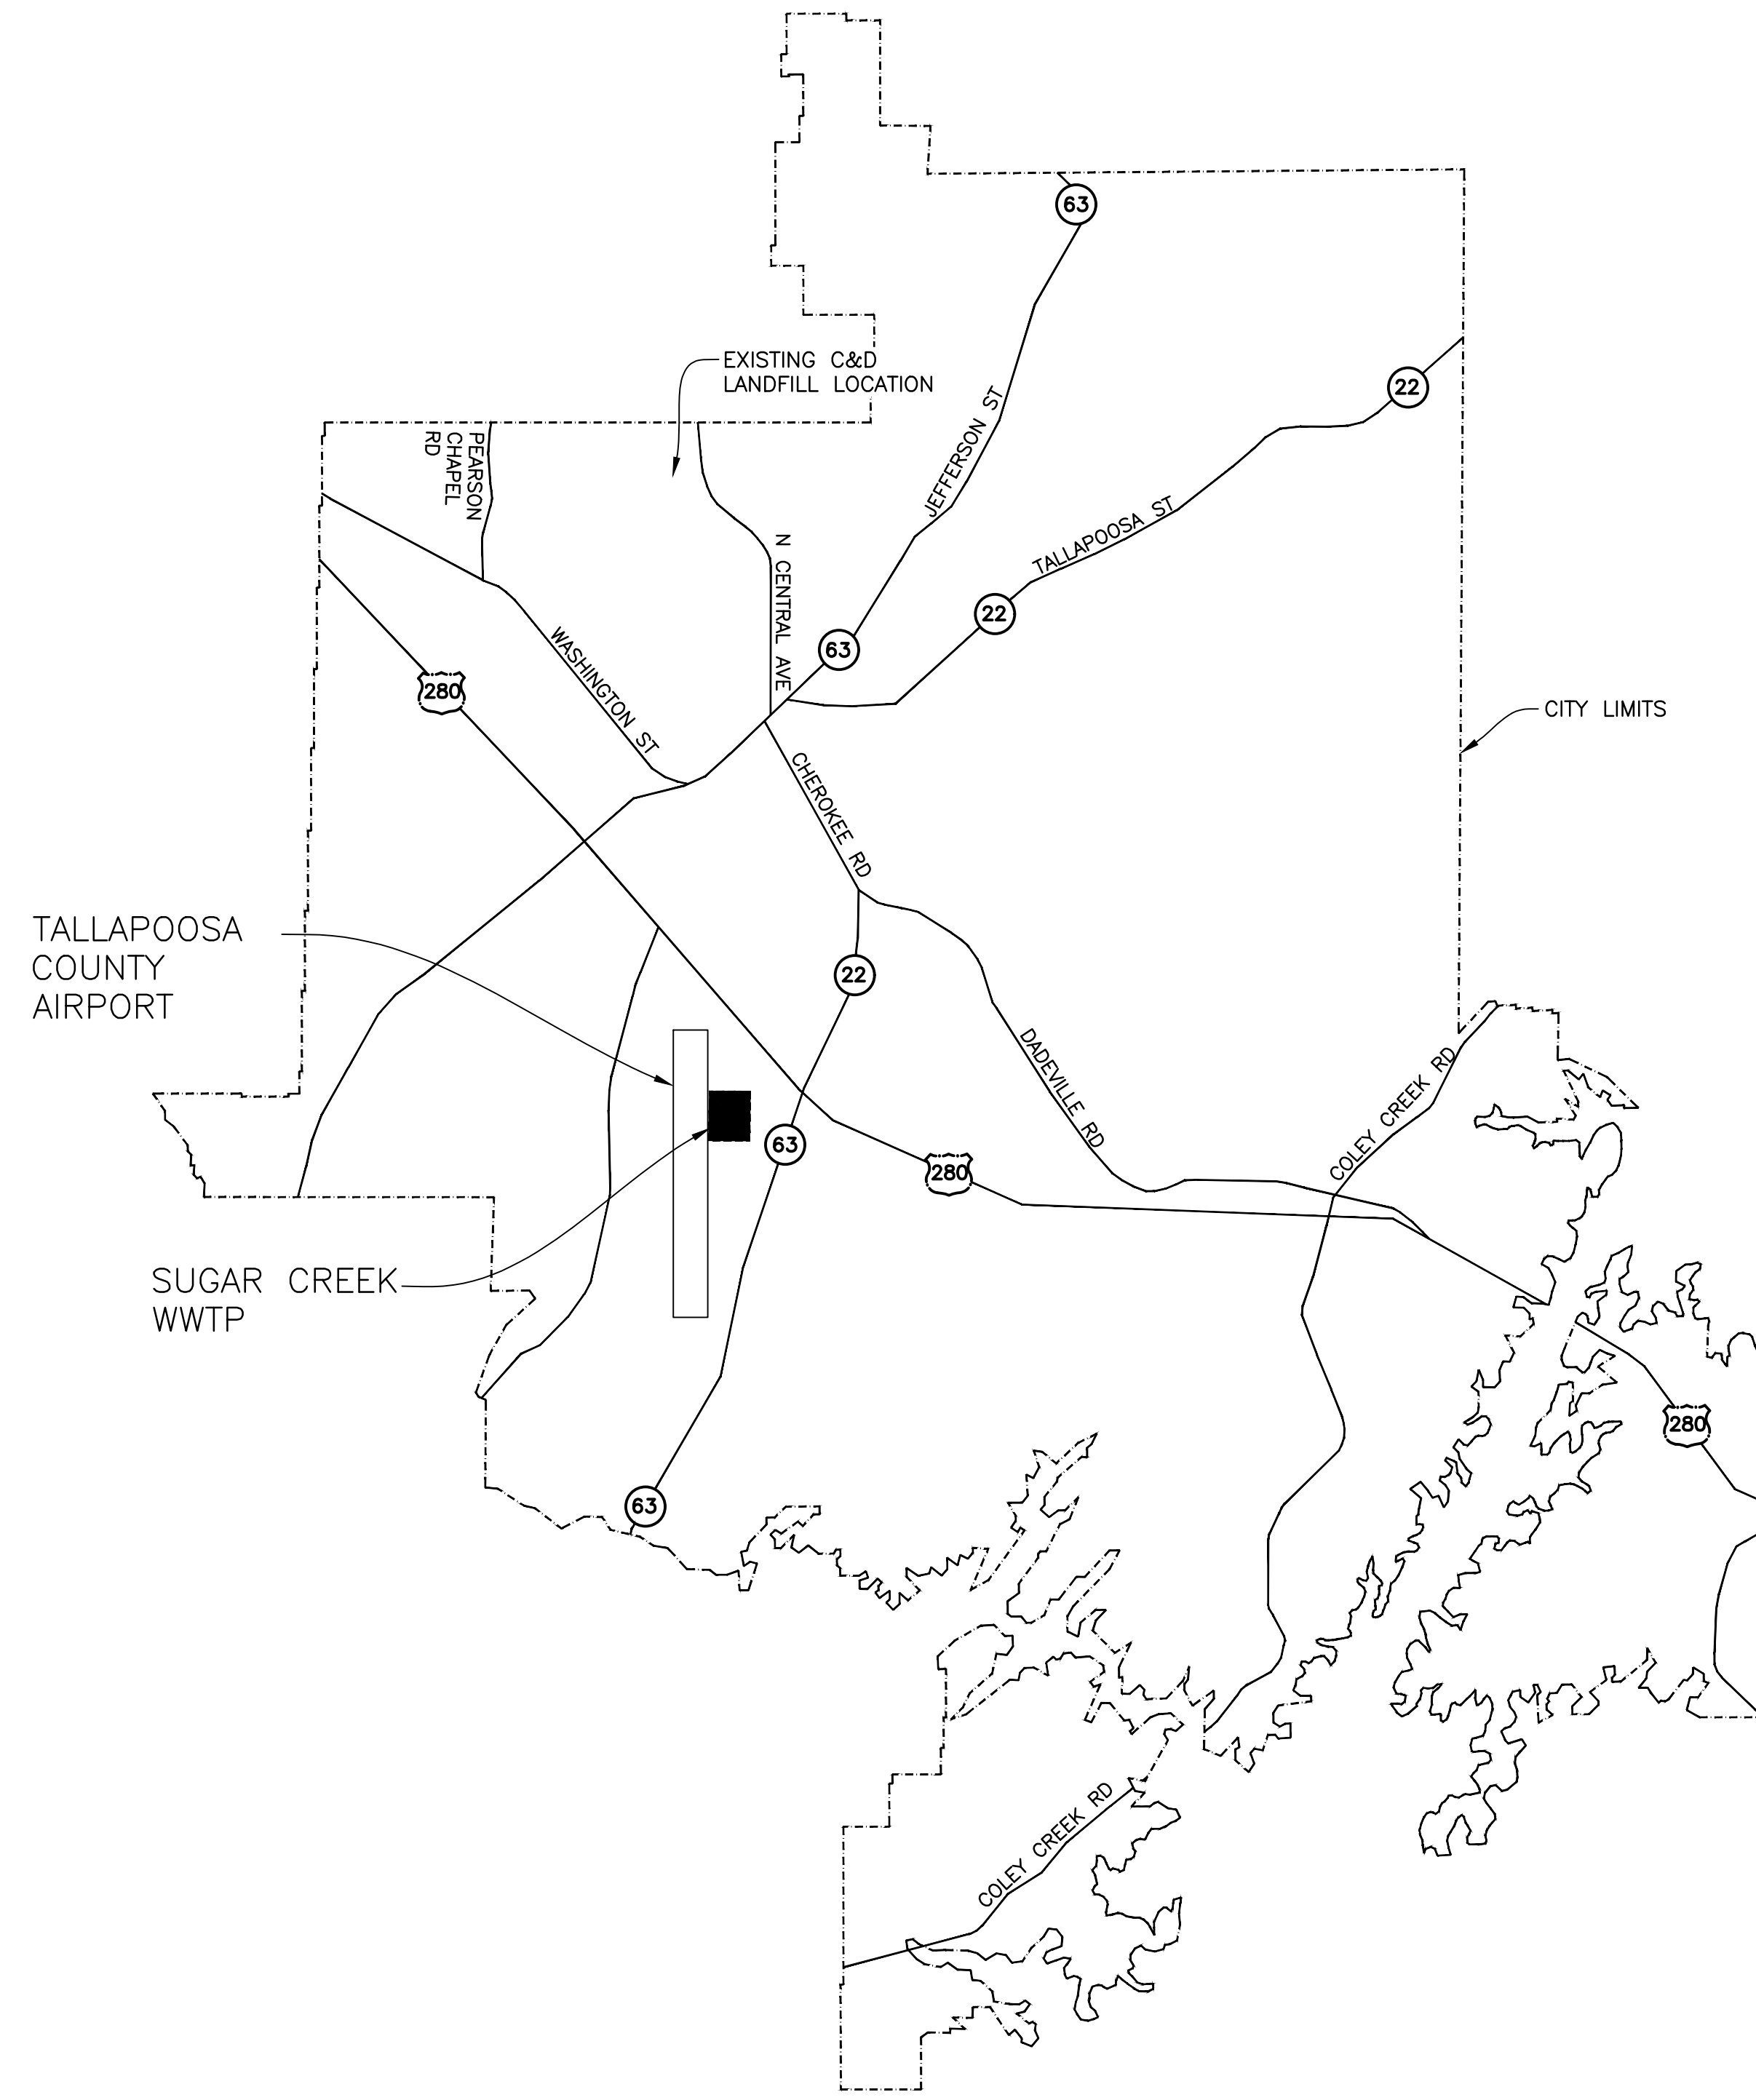 63
EXISTING C&D
LANDFILL LOCATION
22
JEFFERSON ST
PEARSON
CHAPEL
RD
TALLAPOOSA ST
N CENTRAL AVE
22
63
WASHINGTON ST
280
CITY LIMITS
CHEROKEE RD
TALLAPOOSA
COUNTY
AIRPORT
22
DADEVILLE RD
COLEY CREEK RD
63
280
SUGAR CREEK
WWTP
280
63
COLEY CREEK RD